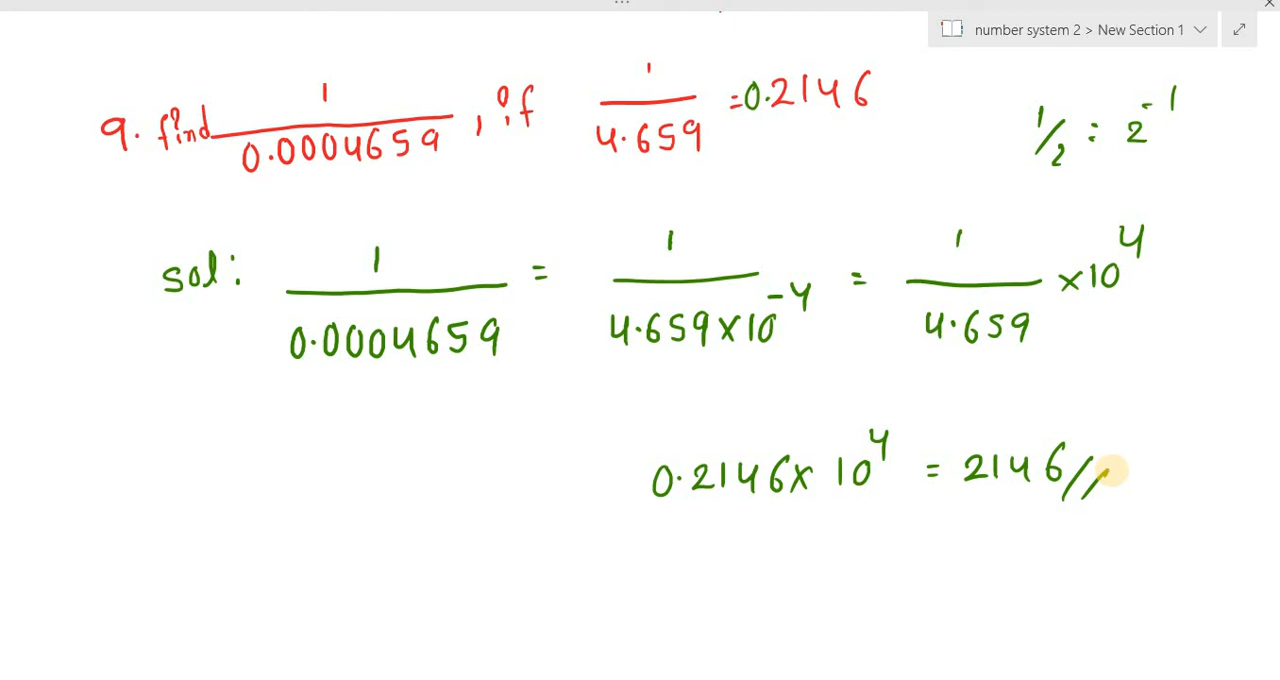 number system 2 > New Section 1
9. find 1/0.0004659 , if 1/4.659 = 0.2146
1/2 = 2^-1
sol: 1/0.0004659 = 1/4.659×10^-4 = 1/4.659 ×10^4
0.2146× 10^4 = 2146//